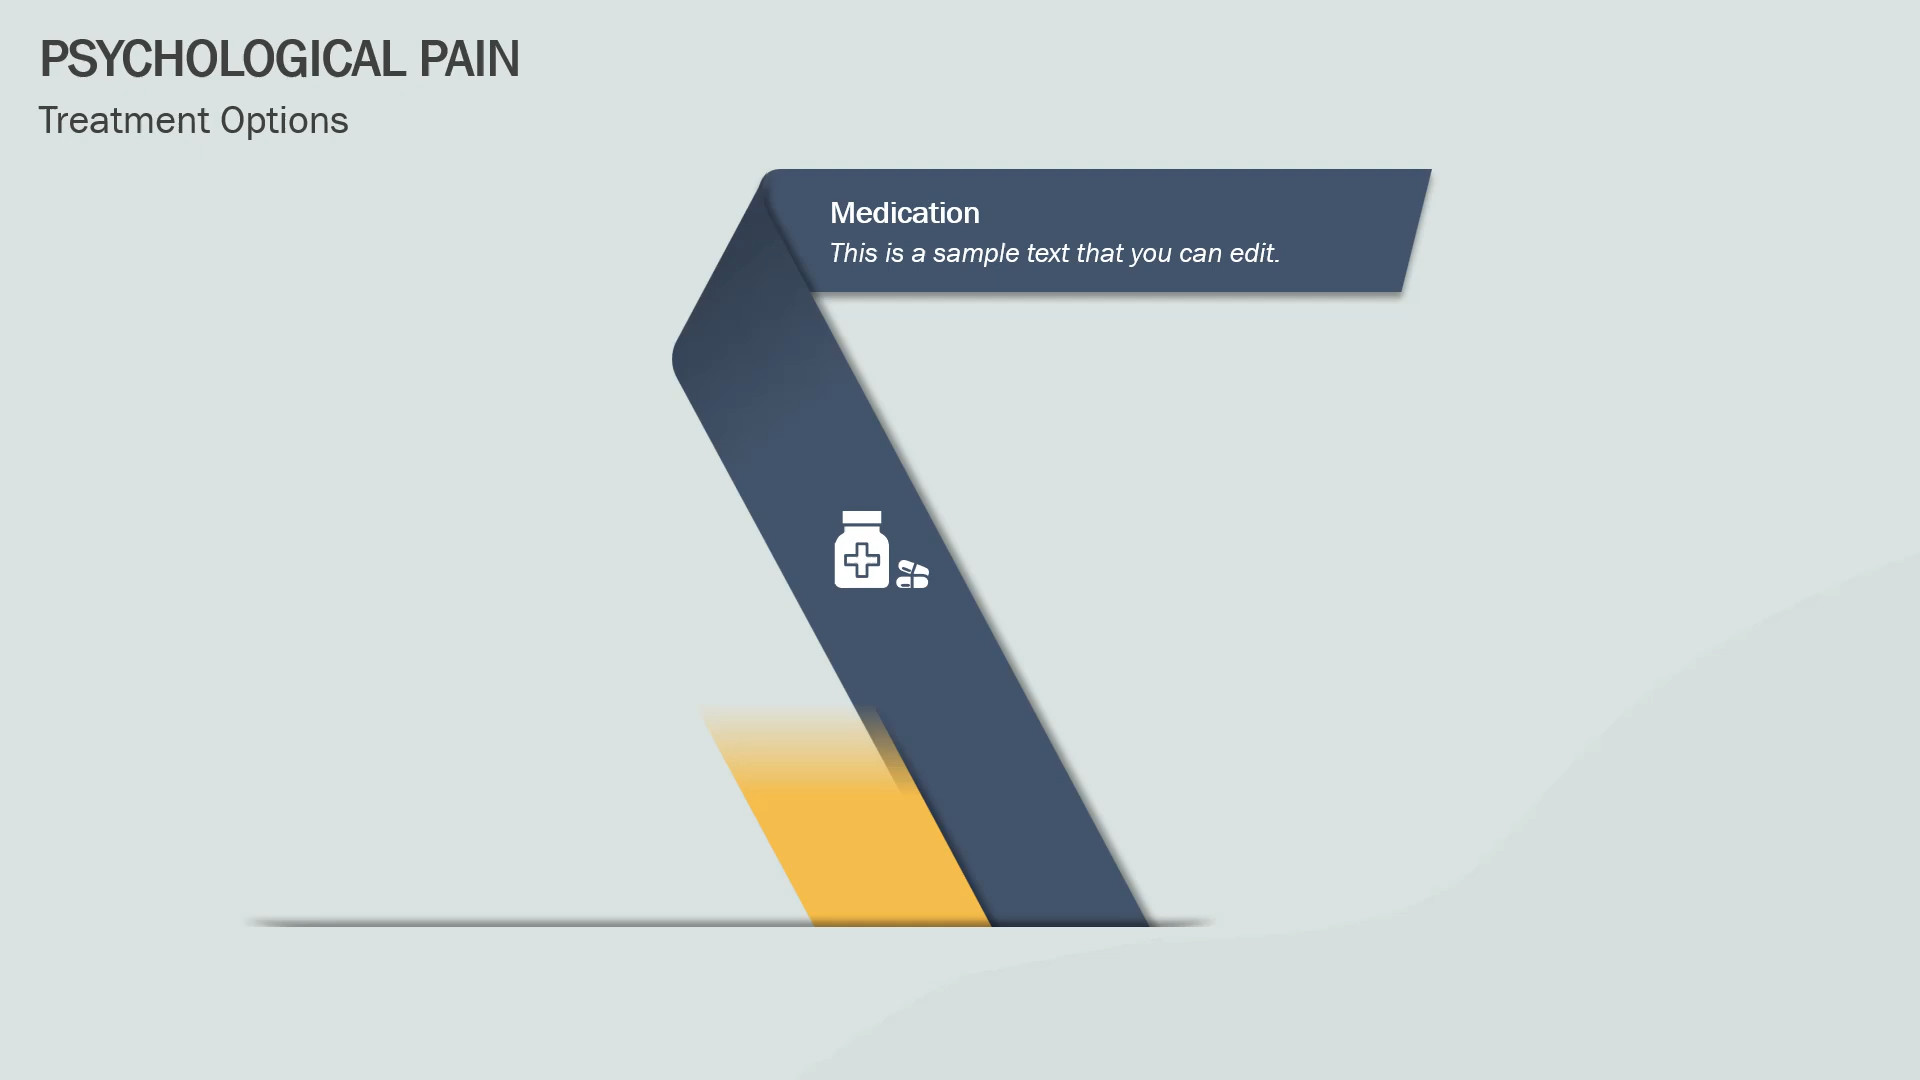 PSYCHOLOGICAL PAIN
Treatment Options
Medication
This is a sample text that you can edit.